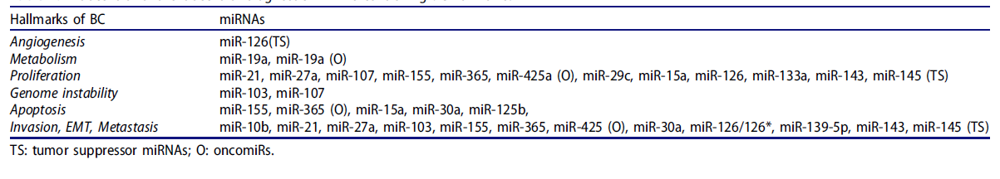 Hallmarks of BC miRNAs
Angiogenesis miR-126(TS)
Metabolism miR-19a, miR-19a (O)
Proliferation miR-21, miR-27a, miR-107, miR-155, miR-365, miR-425a (O), miR-29c, miR-15a, miR-126, miR-133a, miR-143, miR-145 (TS)
Genome instability miR-103, miR-107
Apoptosis miR-155, miR-365 (O), miR-15a, miR-30a, miR-125b,
Invasion, EMT, Metastasis miR-10b, miR-21, miR-27a, miR-103, miR-155, miR-365, miR-425 (O), miR-30a, miR-126/126*, miR-139-5p, miR-143, miR-145 (TS)
TS: tumor suppressor miRNAs; O: oncomiRs.